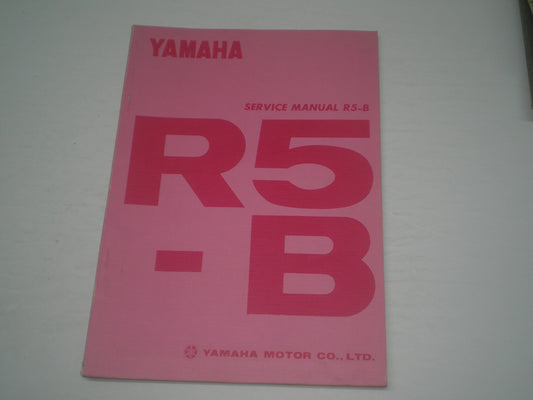 YAMAHA
SERVICE MANUAL R5-B
R5
-B
YAMAHA MOTOR CO., LTD.